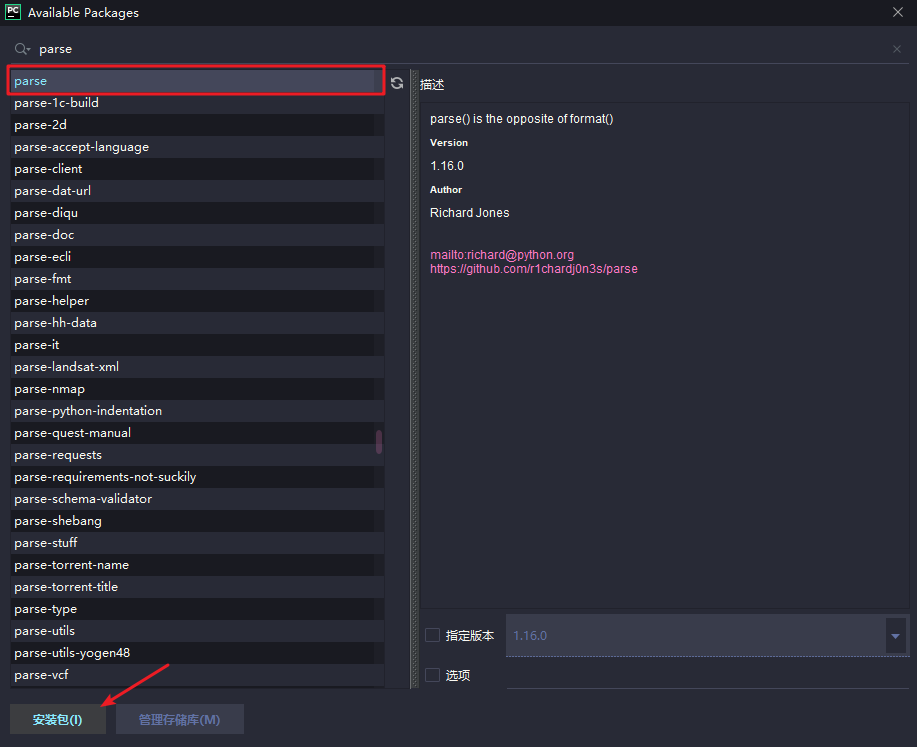 PC Available Packages
parse
parse
parse-1c-build
parse-2d
parse-accept-language
parse-client
parse-dat-url
parse-diqu
parse-doc
parse-ecli
parse-fmt
parse-helper
parse-hh-data
parse-it
parse-landsat-xml
parse-nmap
parse-python-indentation
parse-quest-manual
parse-requests
parse-requirements-not-suckily
parse-schema-validator
parse-shebang
parse-stuff
parse-torrent-name
parse-torrent-title
parse-type
parse-utils
parse-utils-yogen48
parse-vcf
描述
parse() is the opposite of format()
Version
1.16.0
Author
Richard Jones
mailto:richard@python.org
https://github.com/r1chardj0n3s/parse
指定版本 1.16.0
选项
安装包(I) 管理存储库(M)